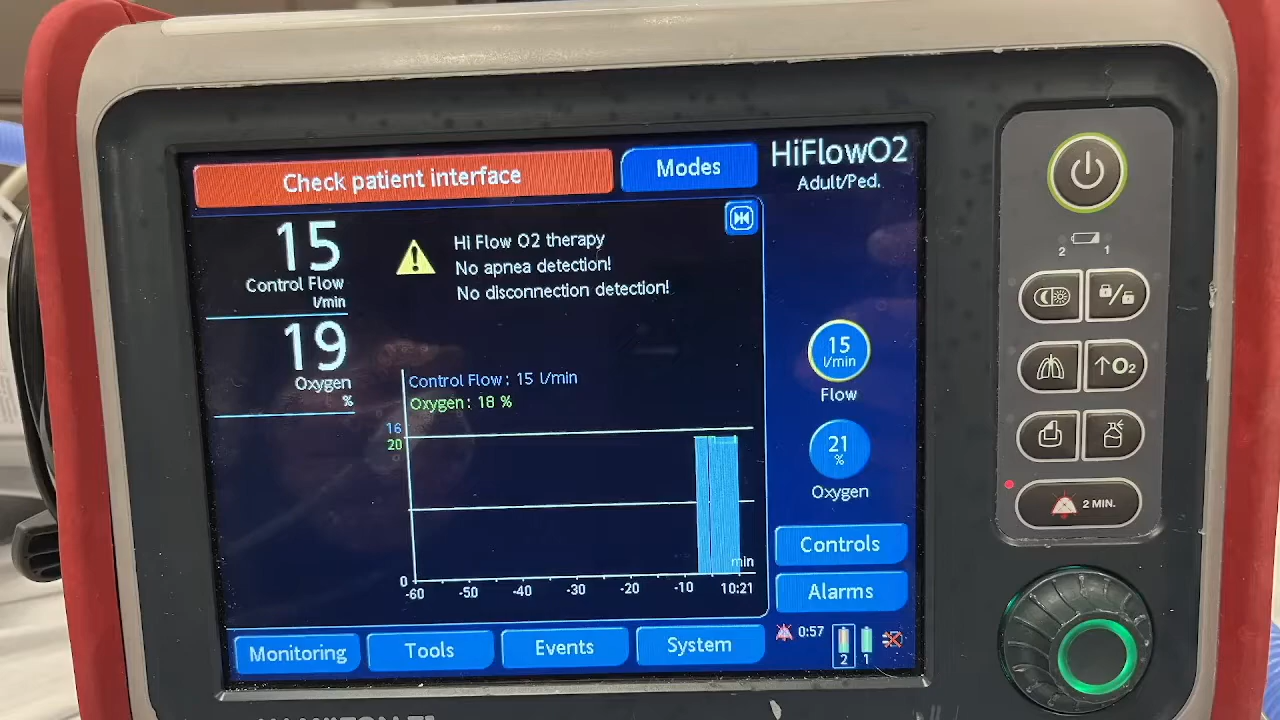 Check patient interface
Modes
HiFlowO2
Adult/Ped.
15
Control Flow
l/min
19
Oxygen
%
Hi Flow O2 therapy
No apnea detection!
No disconnection detection!
Control Flow : 15 l/min
Oxygen : 18 %
16
20
0
min
-60 -50 -40 -30 -20 -10 10:21
15
l/min
Flow
21
%
Oxygen
Controls
Alarms
Monitoring
Tools
Events
System
0:57
2 1
2 1
O2
2 MIN.